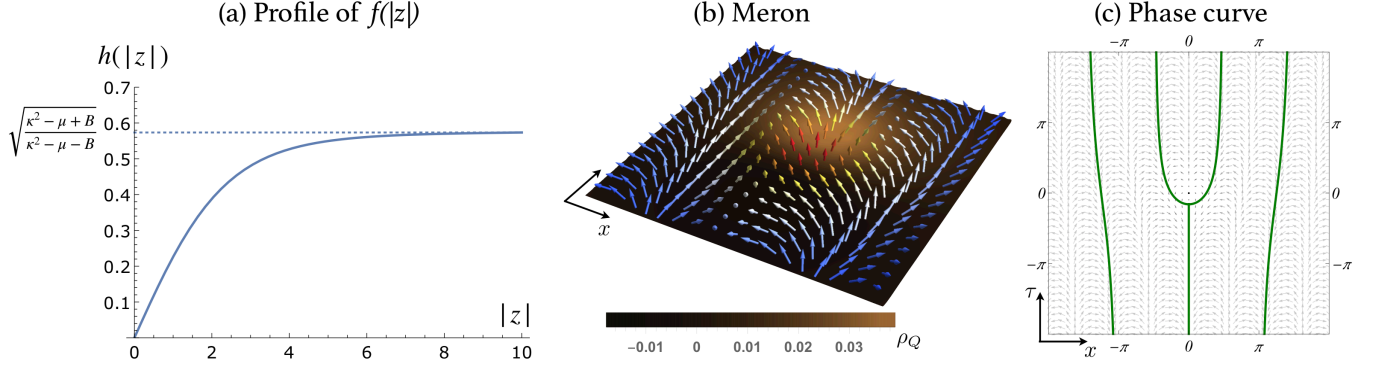 (a) Profile of f(|z|)
h(|z|)
0.7
0.6
0.5
0.4
0.3
0.2
0.1
√(κ² − μ + B / κ² − μ − B)
|z|
0 2 4 6 8 10
(b) Meron
x
−0.01 0 0.01 0.02 0.03
ρ_Q
(c) Phase curve
−π 0 π
π π
0 0
−π −π
τ
x
−π 0 π